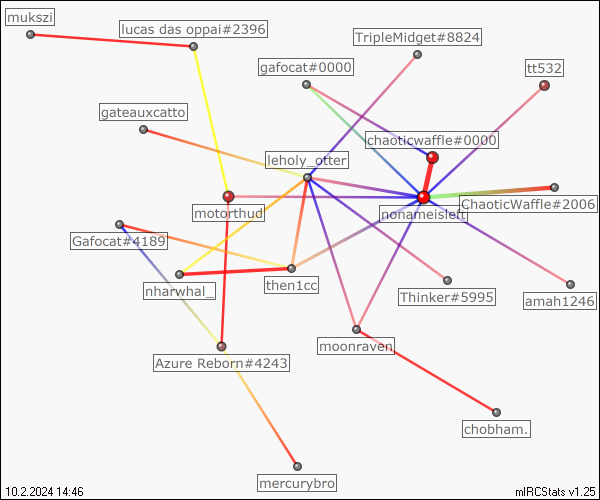 mukszi
lucas das oppai#2396
TripleMidget#8824
gafocat#0000
tt532
gateauxcatto
chaoticwaffle#0000
leholy_otter
ChaoticWaffle#2006
motorthud
nonameisleft
Gafocat#4189
nharwhal_
then1cc
Thinker#5995
amah1246
moonraven
Azure Reborn#4243
chobham.
mercurybro
10.2.2024 14:46
mIRCStats v1.25